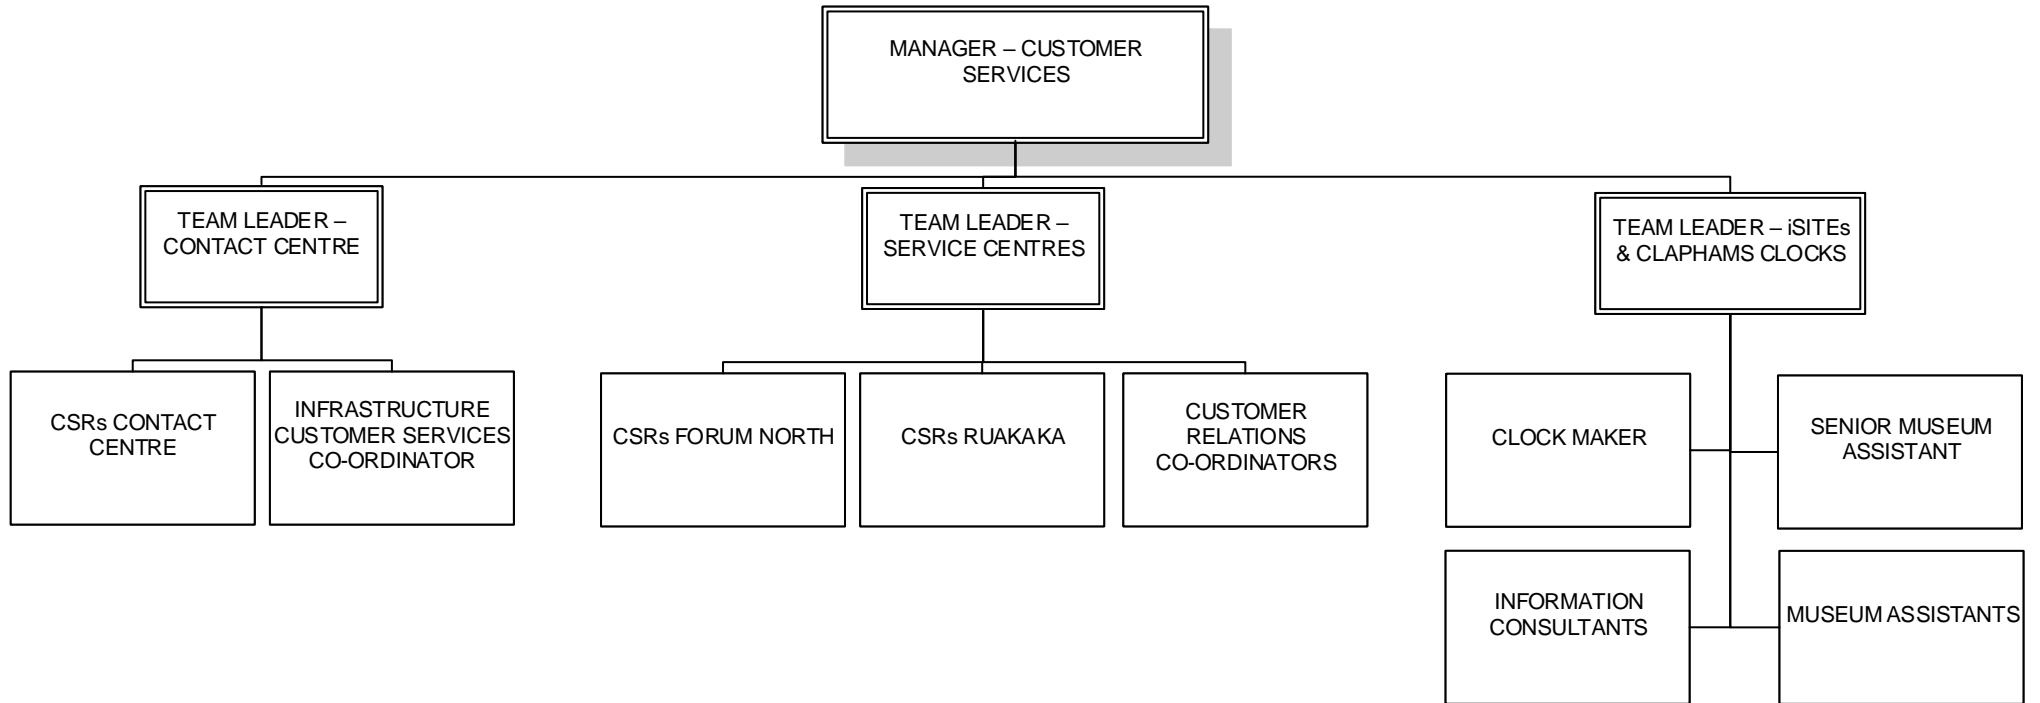 MANAGER – CUSTOMER
SERVICES
TEAM LEADER –
CONTACT CENTRE
TEAM LEADER –
SERVICE CENTRES
TEAM LEADER – iSITEs
& CLAPHAMS CLOCKS
CSRs CONTACT
CENTRE
INFRASTRUCTURE
CUSTOMER SERVICES
CO-ORDINATOR
CSRs FORUM NORTH
CSRs RUAKAKA
CUSTOMER
RELATIONS
CO-ORDINATORS
CLOCK MAKER
SENIOR MUSEUM
ASSISTANT
INFORMATION
CONSULTANTS
MUSEUM ASSISTANTS